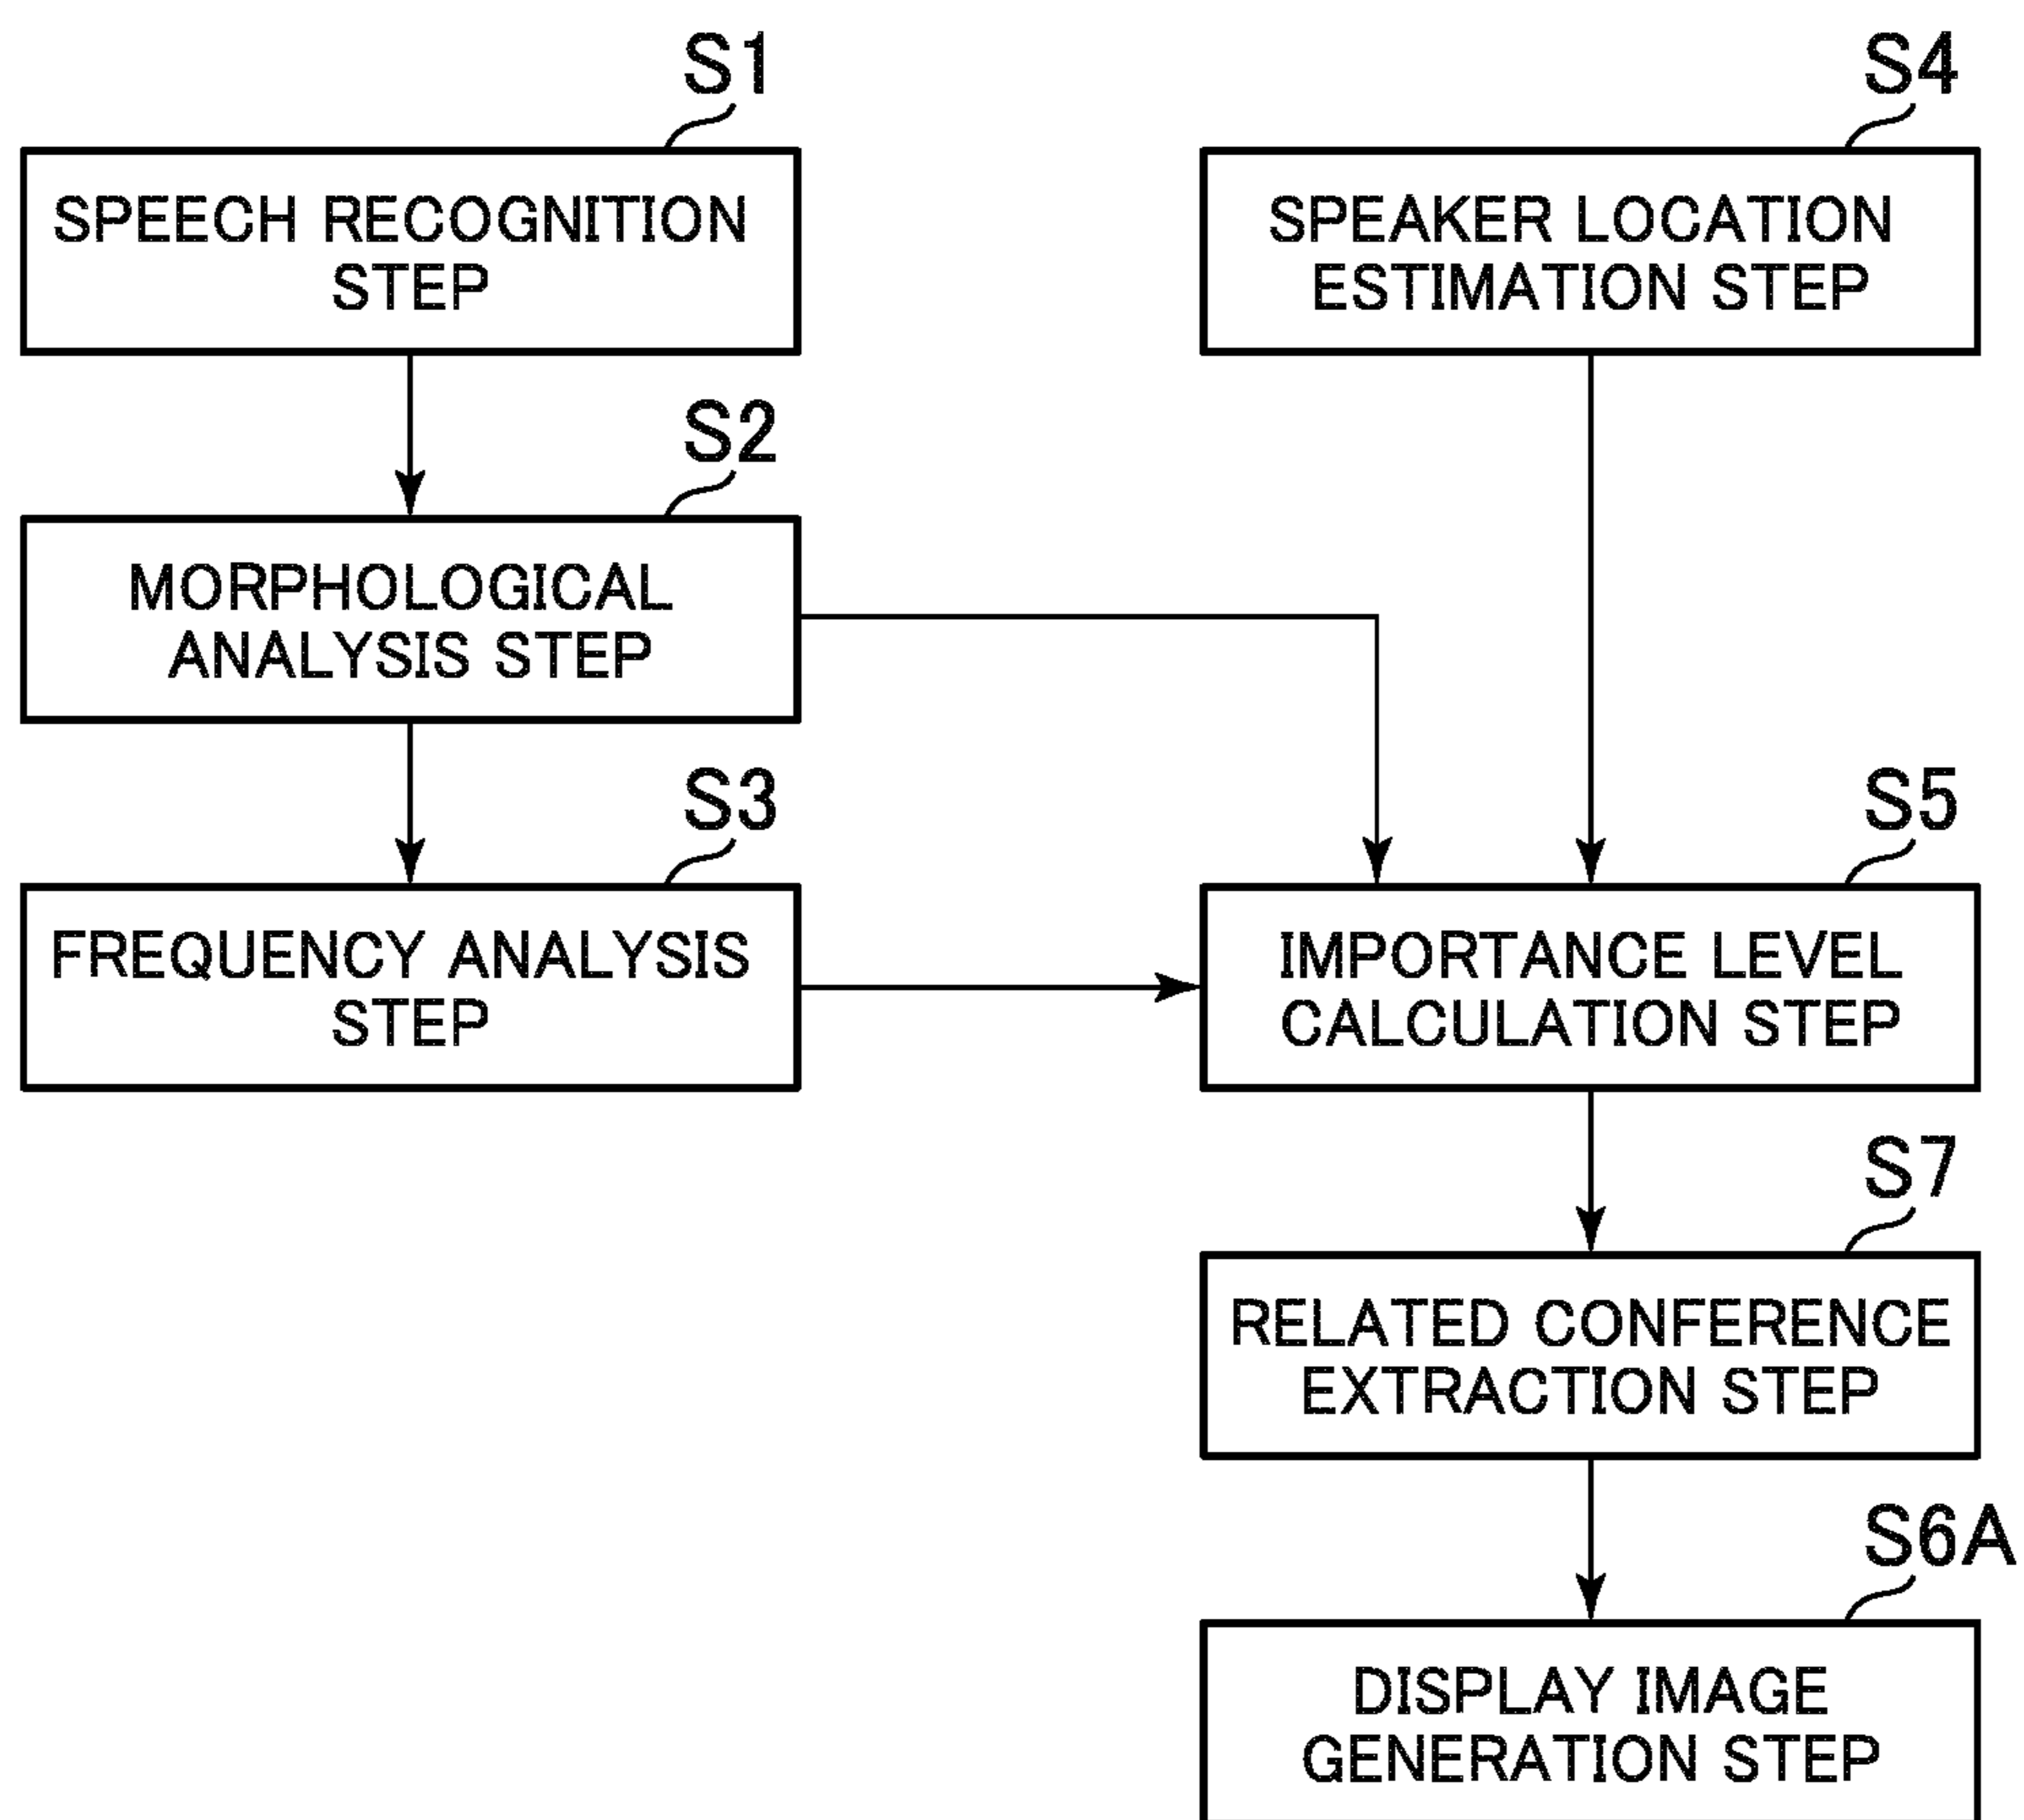 S1
SPEECH RECOGNITION
STEP
S4
SPEAKER LOCATION
ESTIMATION STEP
S2
MORPHOLOGICAL
ANALYSIS STEP
S3
FREQUENCY ANALYSIS
STEP
S5
IMPORTANCE LEVEL
CALCULATION STEP
S7
RELATED CONFERENCE
EXTRACTION STEP
S6A
DISPLAY IMAGE
GENERATION STEP